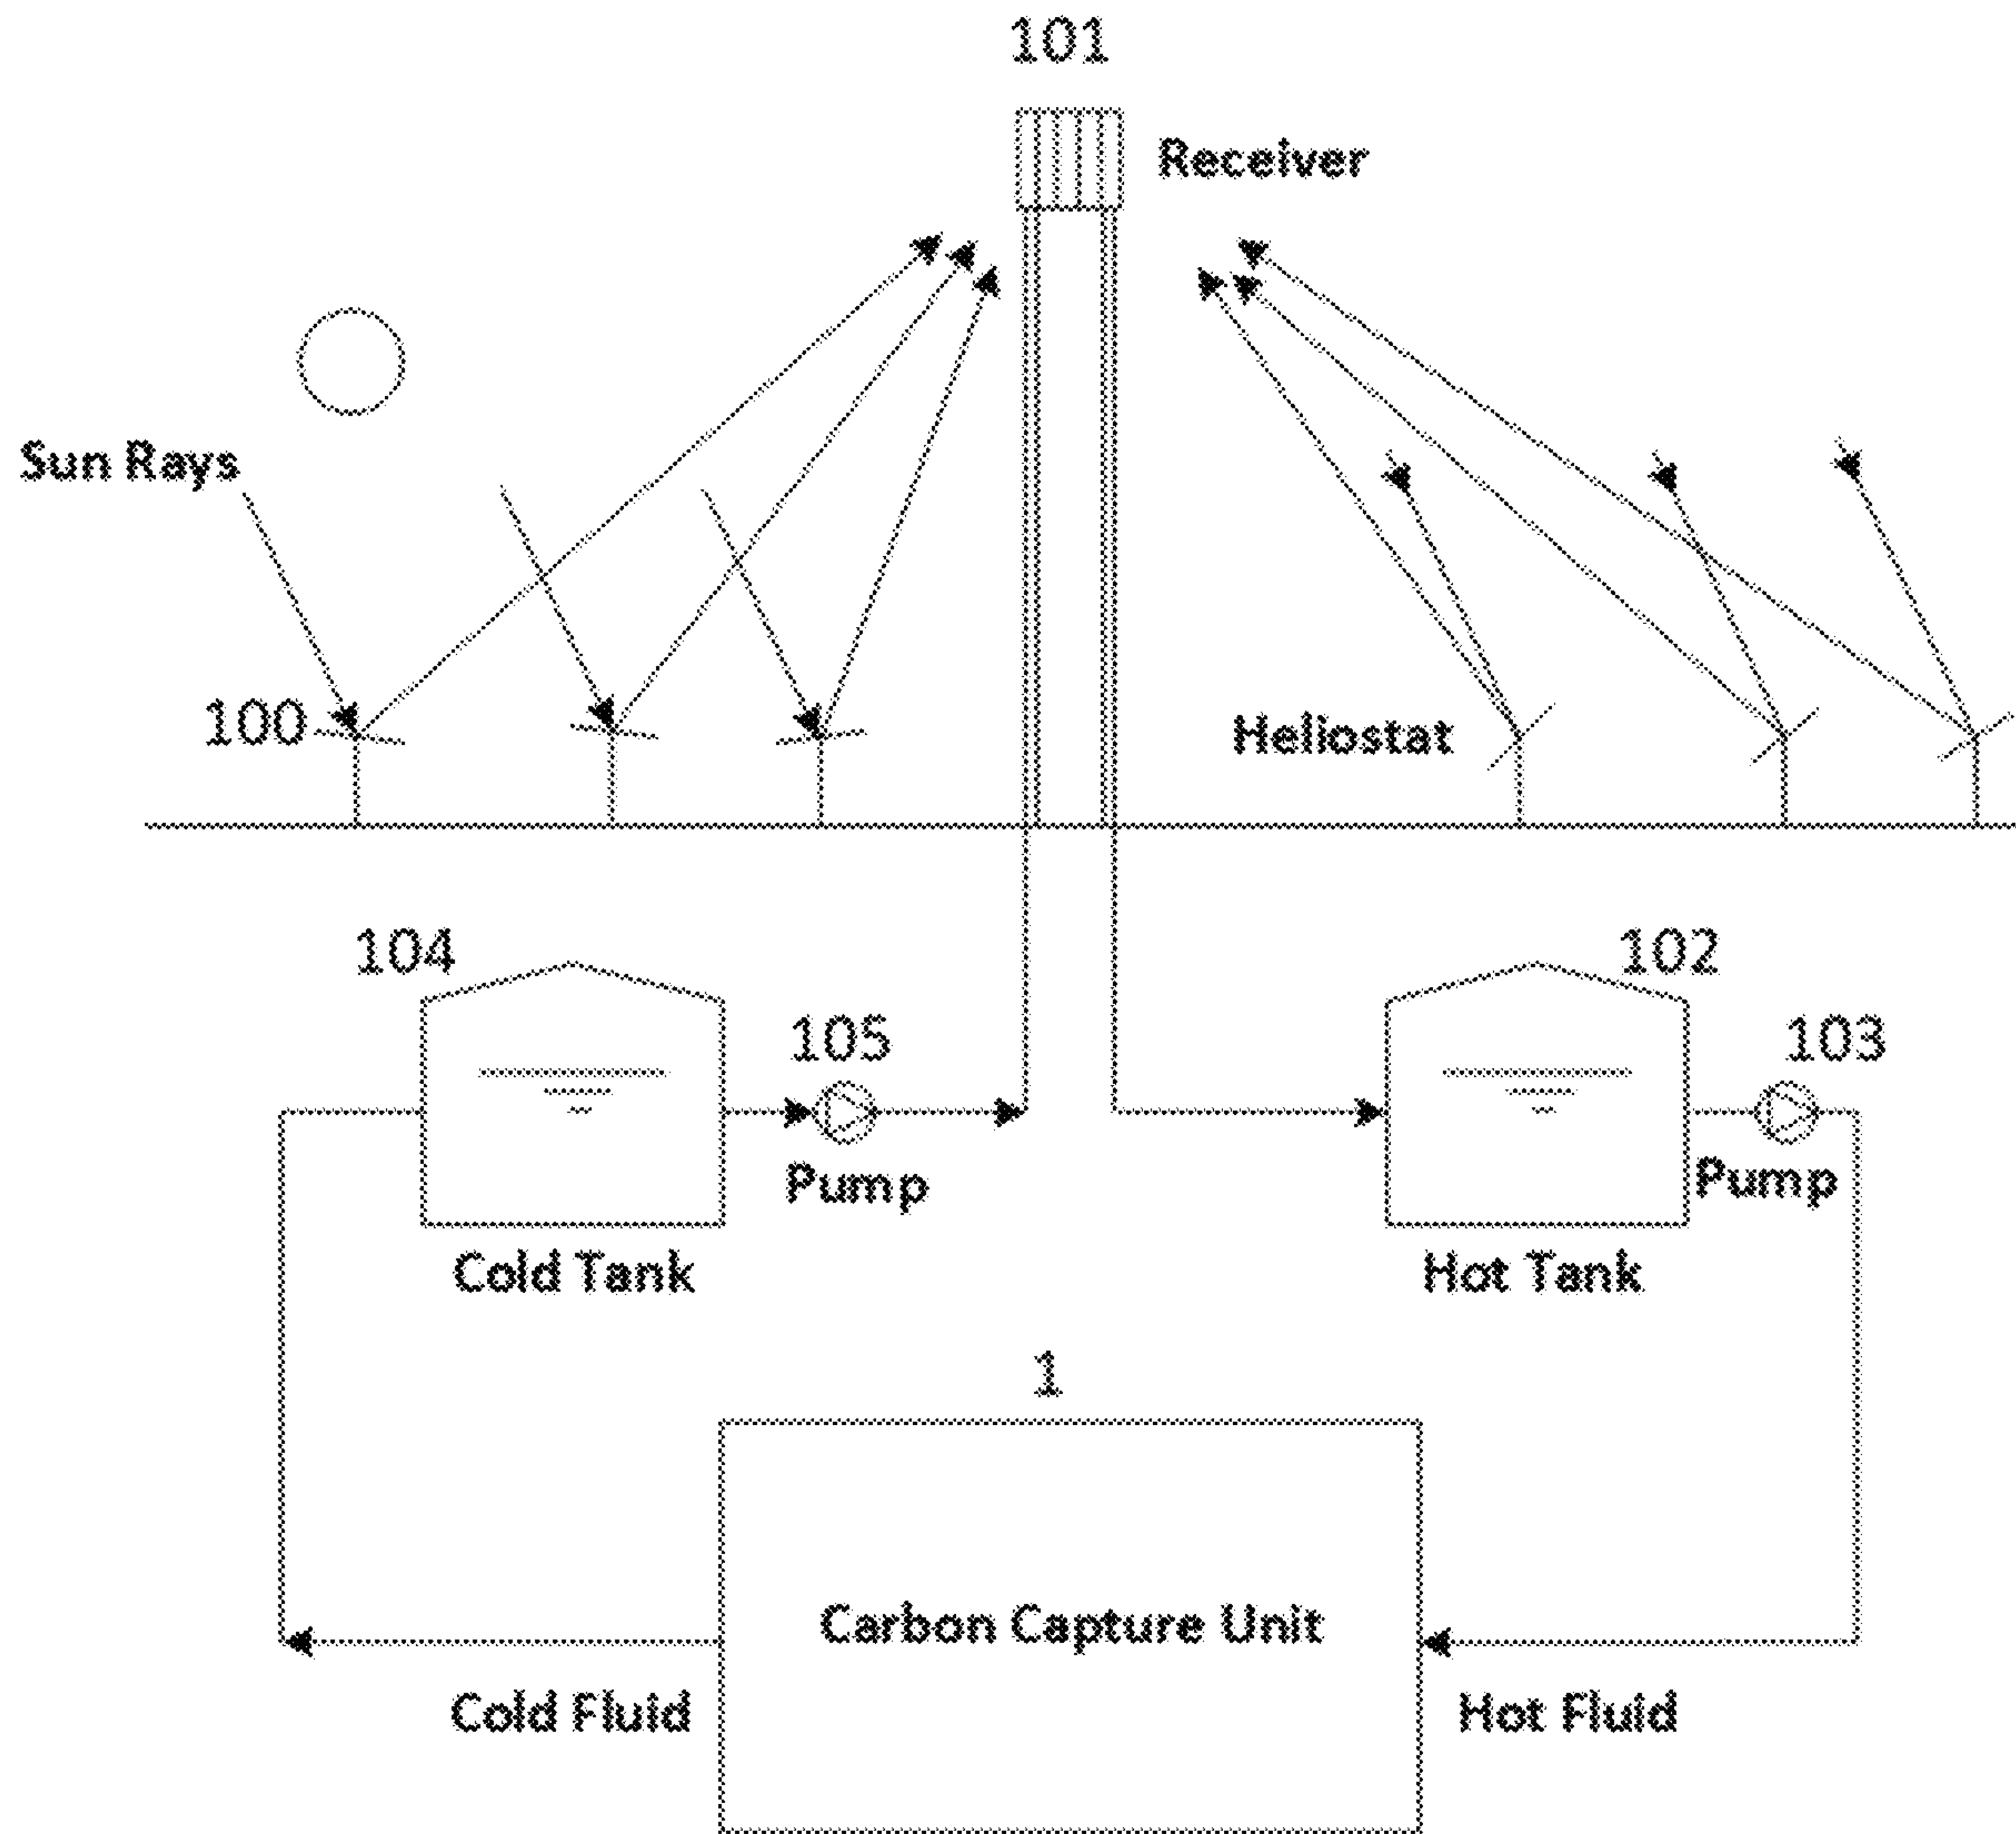 101
Receiver
Sun Rays
100
Heliostat
104
102
105
103
Pump
Pump
Cold Tank
Hot Tank
1
Carbon Capture Unit
Cold Fluid
Hot Fluid